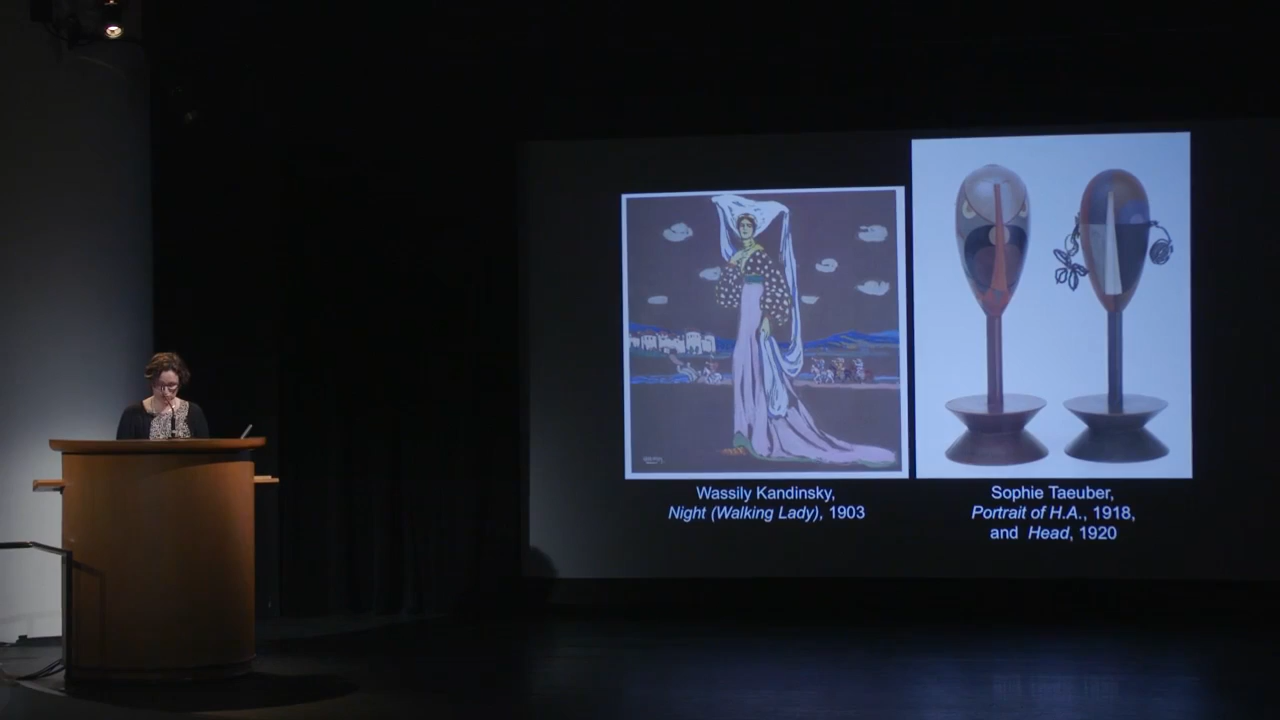 Wassily Kandinsky,
Night (Walking Lady), 1903
Sophie Taeuber,
Portrait of H.A., 1918,
and Head, 1920